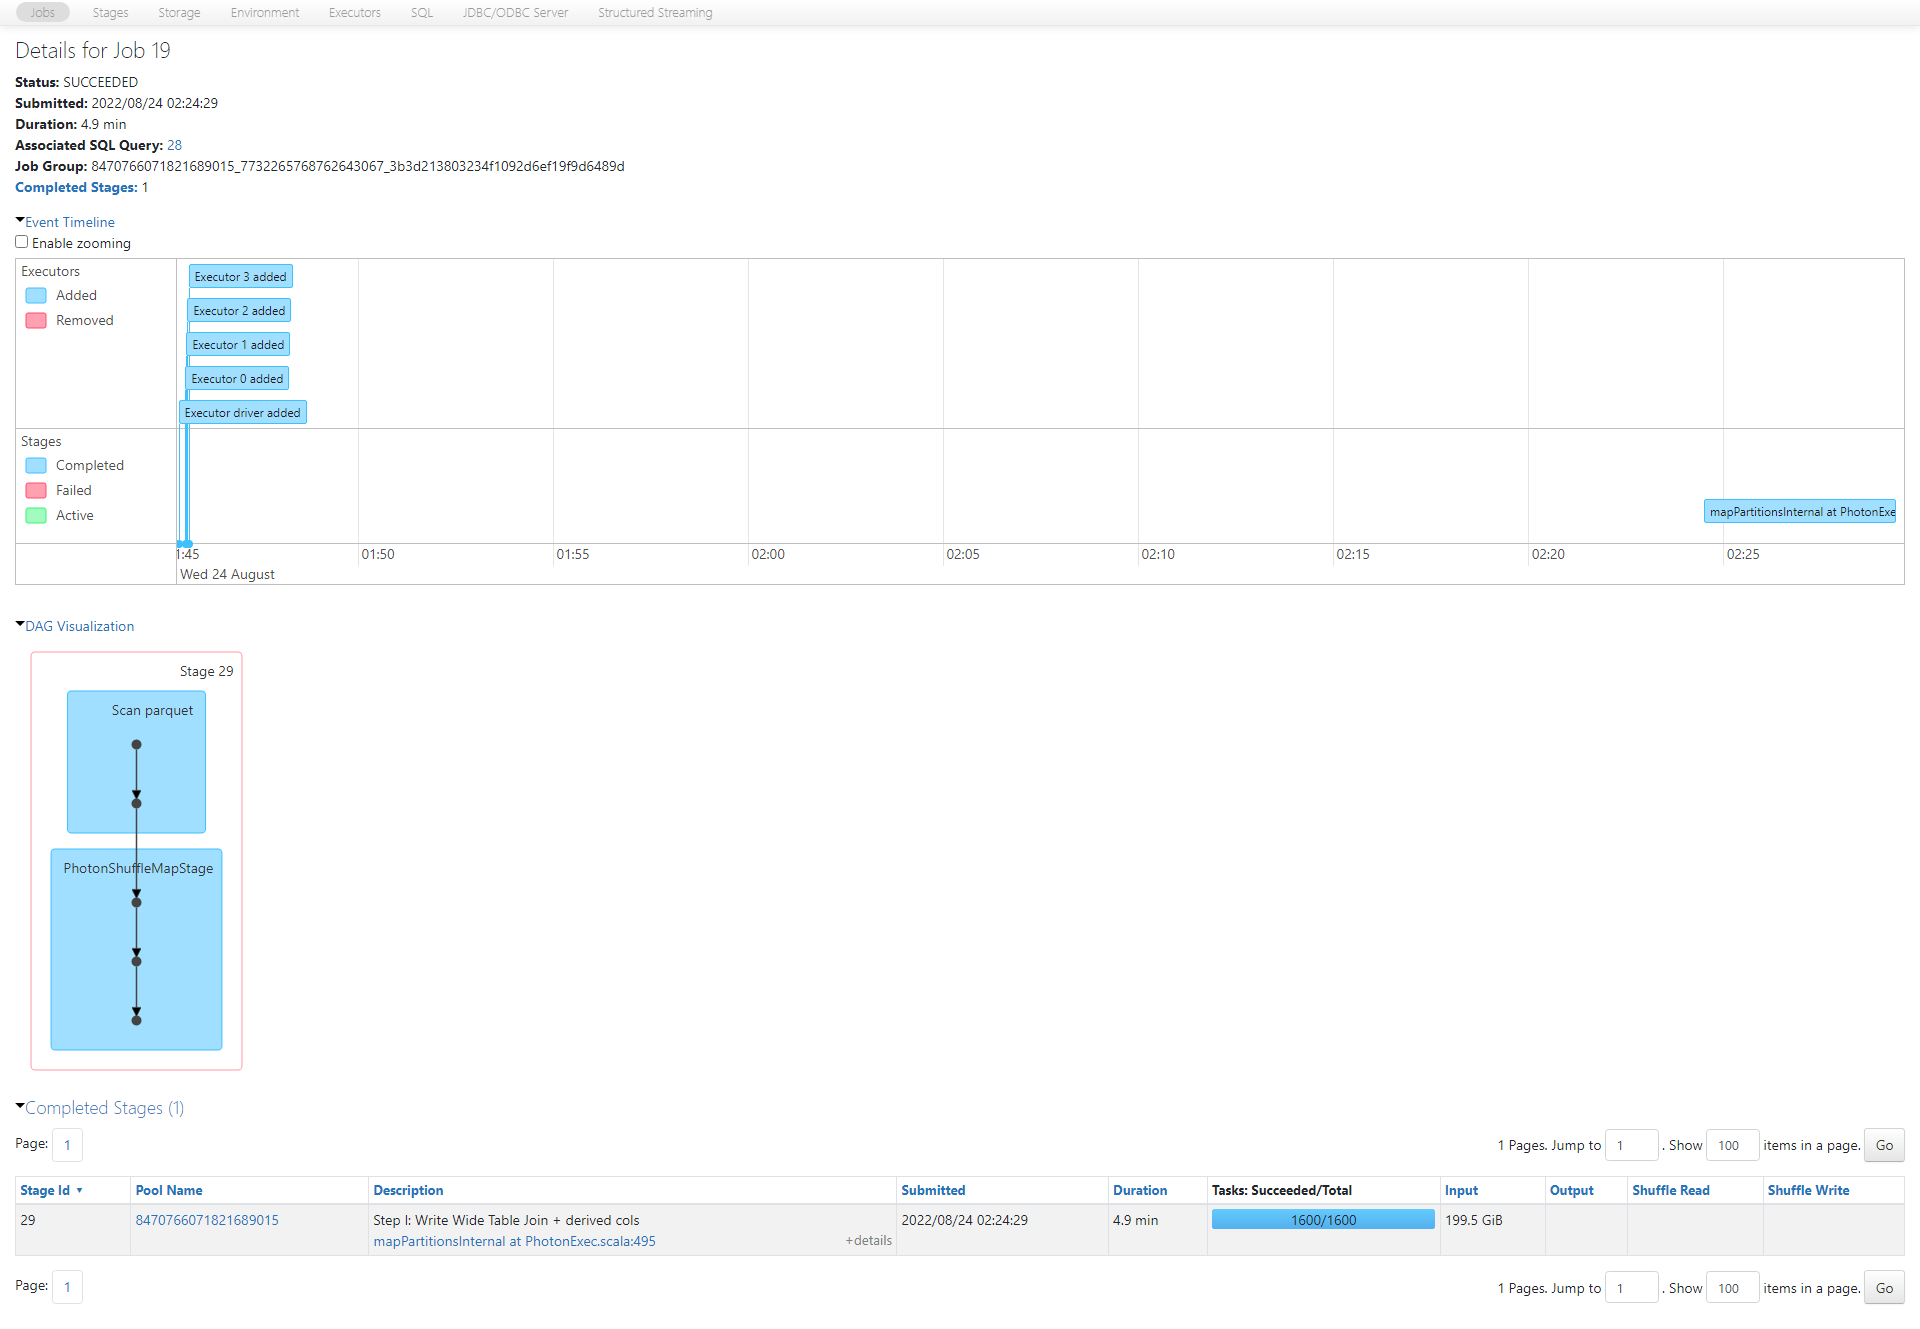 Jobs Stages Storage Environment Executors SQL JDBC/ODBC Server Structured Streaming
Details for Job 19
Status: SUCCEEDED
Submitted: 2022/08/24 02:24:29
Duration: 4.9 min
Associated SQL Query: 28
Job Group: 8470766071821689015_7732265768762643067_3b3d213803234f1092d6ef19f9d6489d
Completed Stages: 1
Event Timeline
Enable zooming
Executors
Added
Removed
Executor 3 added
Executor 2 added
Executor 1 added
Executor 0 added
Executor driver added
Stages
Completed
Failed
Active
mapPartitionsInternal at PhotonExe
1:45 01:50 01:55 02:00 02:05 02:10 02:15 02:20 02:25
Wed 24 August
DAG Visualization
Stage 29
Scan parquet
PhotonShuffleMapStage
Completed Stages (1)
Page: 1 1 Pages. Jump to 1 . Show 100 items in a page. Go
Stage Id ▾ Pool Name Description Submitted Duration Tasks: Succeeded/Total Input Output Shuffle Read Shuffle Write
29 8470766071821689015 Step I: Write Wide Table Join + derived cols 2022/08/24 02:24:29 4.9 min 1600/1600 199.5 GiB
mapPartitionsInternal at PhotonExec.scala:495 +details
Page: 1 1 Pages. Jump to 1 . Show 100 items in a page. Go